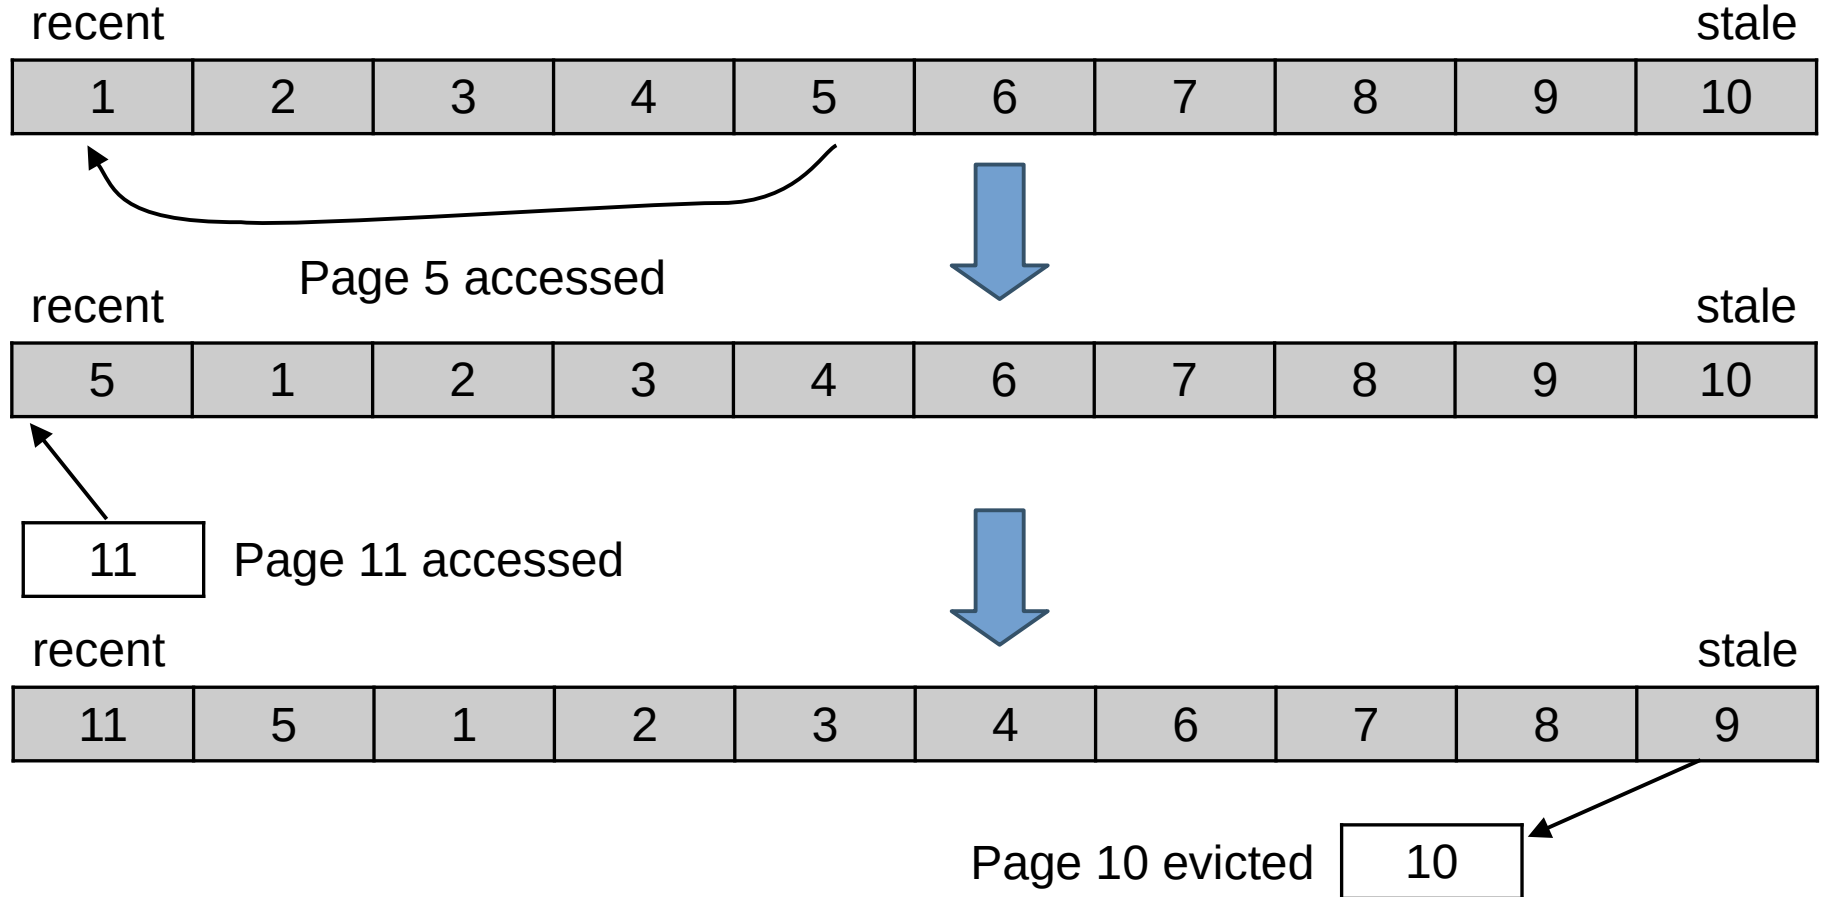 recent stale
1 2 3 4 5 6 7 8 9 10
Page 5 accessed
recent stale
5 1 2 3 4 6 7 8 9 10
11 Page 11 accessed
recent stale
11 5 1 2 3 4 6 7 8 9
Page 10 evicted 10